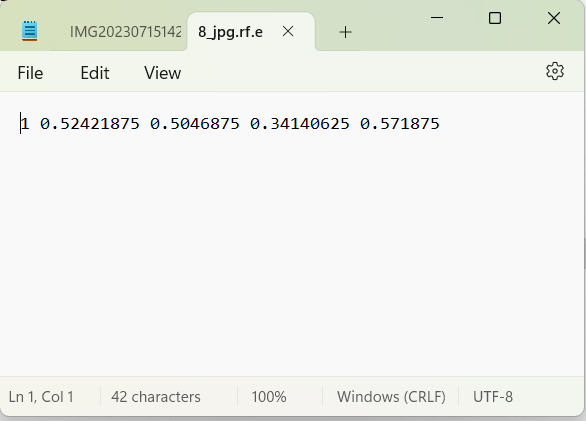 IMG20230715142
8_jpg.rf.e
File Edit View
1 0.52421875 0.5046875 0.34140625 0.571875
Ln 1, Col 1 42 characters 100% Windows (CRLF) UTF-8